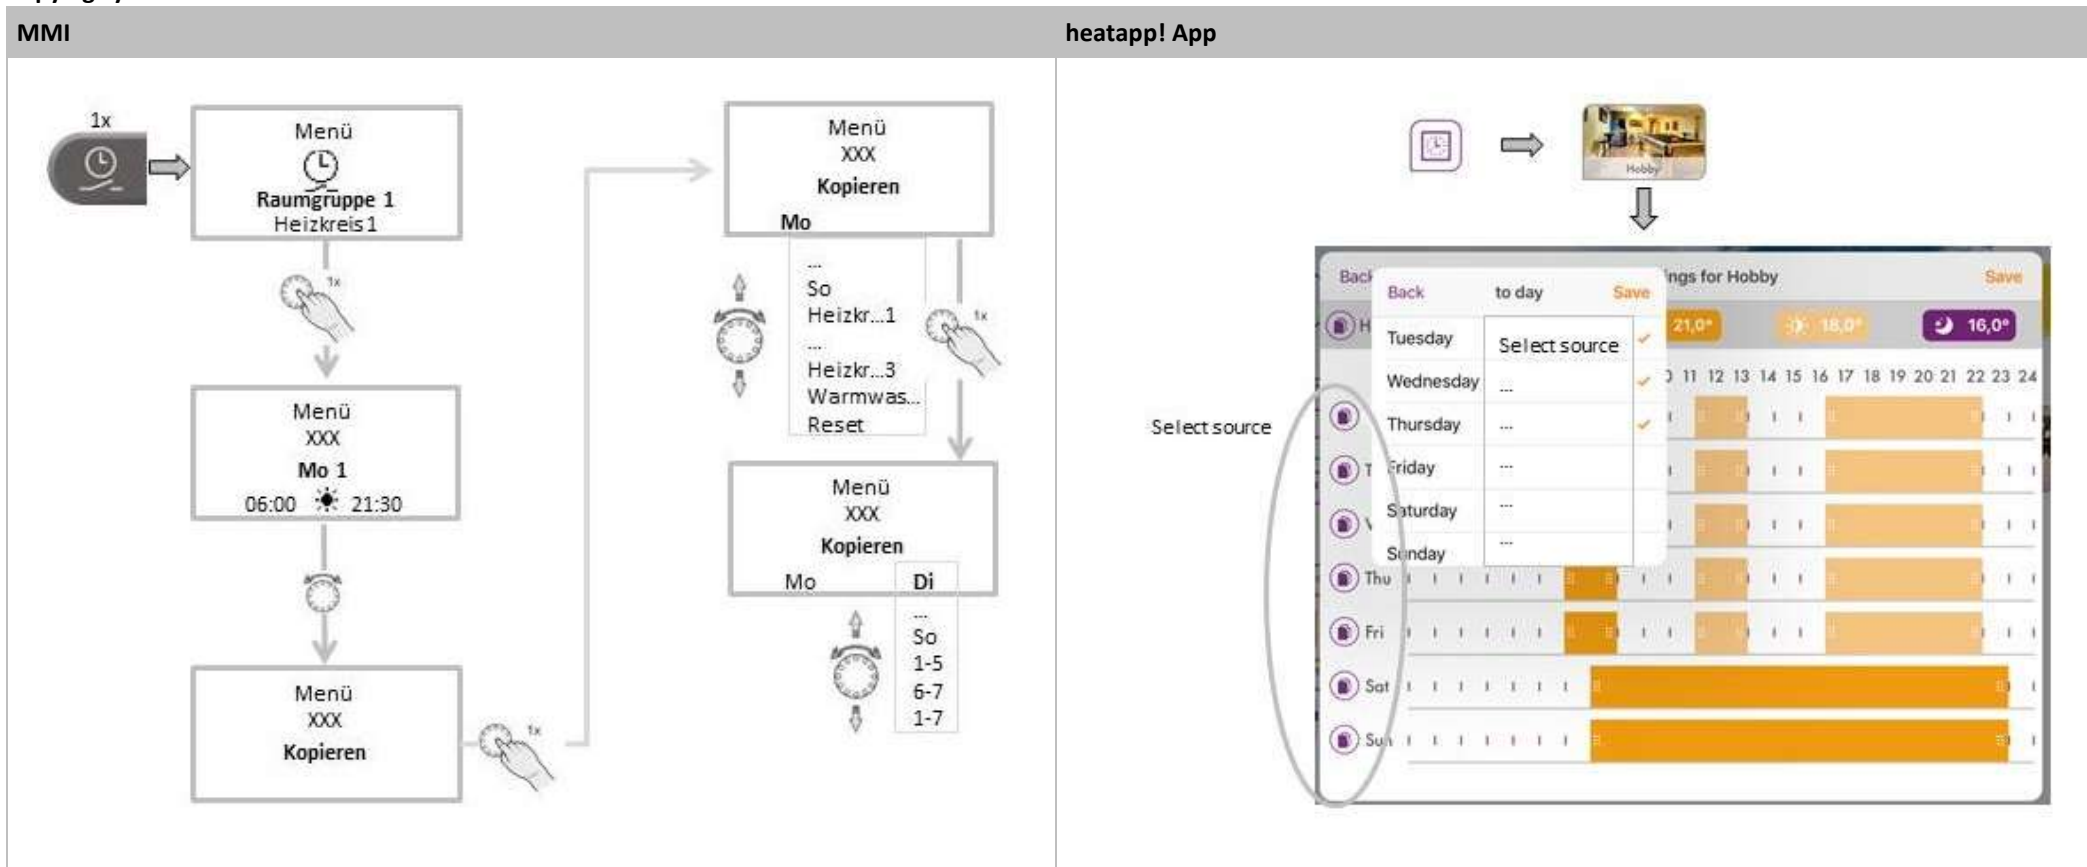 MMI
heatapp! App
1x
Menü
Raumgruppe 1
Heizkreis1
1x
Menü
XXX
Mo 1
06:00 21:30
Menü
XXX
Kopieren
1x
Menü
XXX
Kopieren
Mo
...
So
Heizkr...1
...
Heizkr...3
Warmwas...
Reset
1x
Menü
XXX
Kopieren
Mo Di
...
So
1-5
6-7
1-7
Hobby
Select source
Back ings for Hobby Save
Back to day Save
H 21,0° 18,0° 16,0°
Tuesday Select source
Wednesday ...
Thursday ...
Friday ---
Saturday ---
Sunday ---
11 12 13 14 15 16 17 18 19 20 21 22 23 24
T
Thu
Fri
Sat
Sun